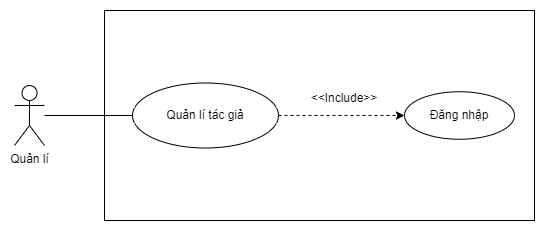 <<Include>>
Quản lí tác giả
Đăng nhập
Quản lí